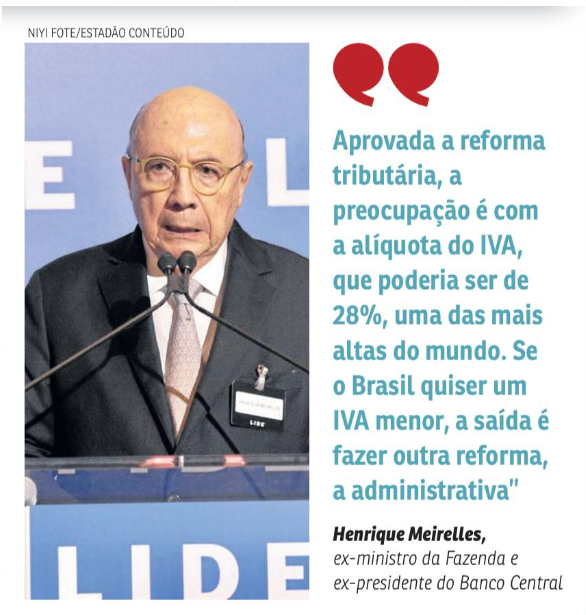 NIYI FOTE/ESTADÃO CONTEÚDO
E L
LIDE
LIDE
Aprovada a reforma
tributária, a
preocupação é com
a alíquota do IVA,
que poderia ser de
28%, uma das mais
altas do mundo. Se
o Brasil quiser um
IVA menor, a saída é
fazer outra reforma,
a administrativa”
Henrique Meirelles,
ex-ministro da Fazenda e
ex-presidente do Banco Central